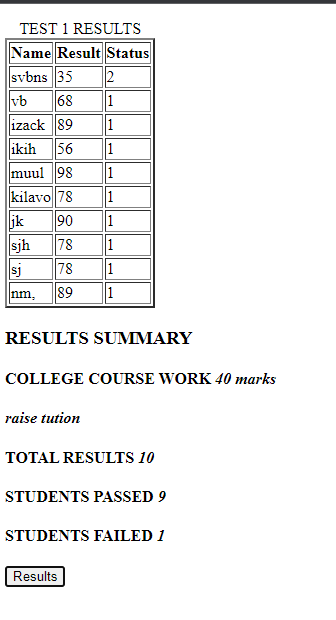 TEST 1 RESULTS
Name Result Status
svbns 35 2
vb 68 1
izack 89 1
ikih 56 1
muul 98 1
kilavo 78 1
jk 90 1
sjh 78 1
sj 78 1
nm, 89 1
RESULTS SUMMARY
COLLEGE COURSE WORK 40 marks
raise tution
TOTAL RESULTS 10
STUDENTS PASSED 9
STUDENTS FAILED 1
Results